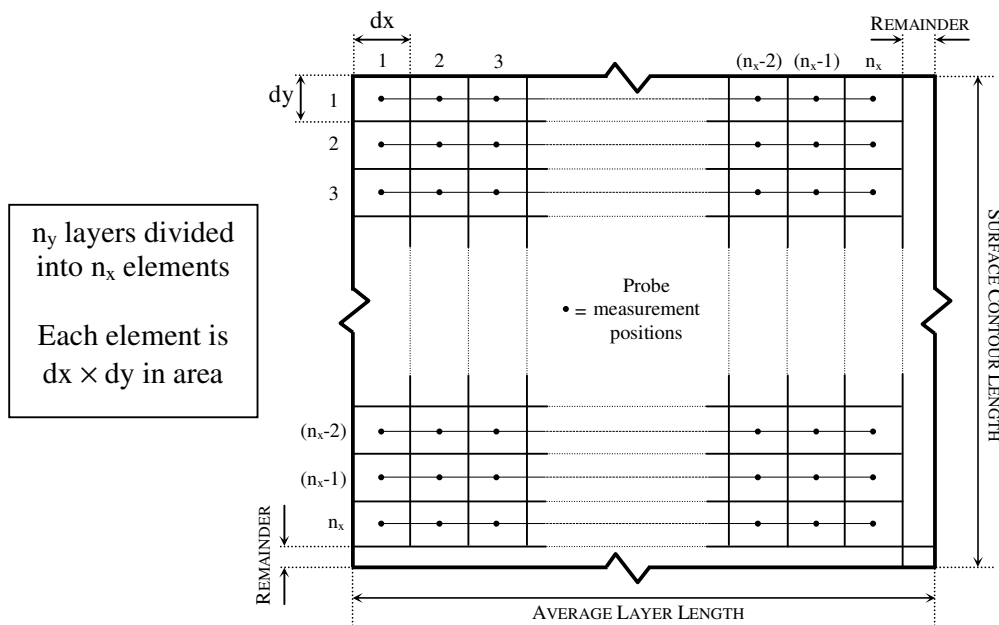 dx
REMAINDER
1 2 3 (nx-2) (nx-1) nx
dy
1
2
3
ny layers divided
into nx elements
Each element is
dx × dy in area
Probe
• = measurement
positions
SURFACE CONTOUR LENGTH
(nx-2)
(nx-1)
nx
REMAINDER
AVERAGE LAYER LENGTH